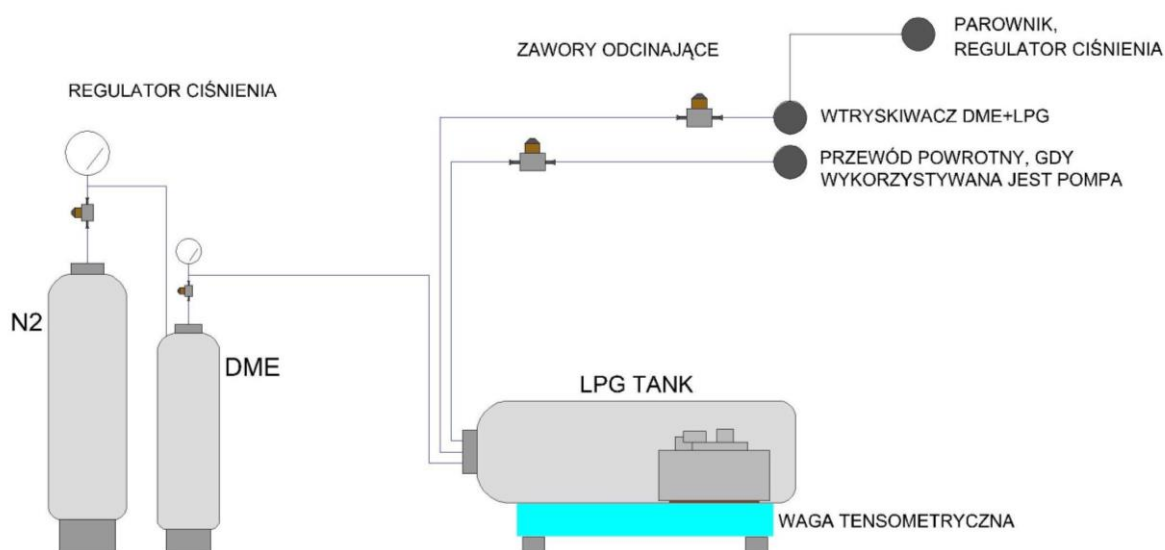 PAROWNIK,
REGULATOR CIŚNIENIA
ZAWORY ODCINAJĄCE
REGULATOR CIŚNIENIA
WTRYSKIWACZ DME+LPG
PRZEWÓD POWROTNY, GDY
WYKORZYSTYWANA JEST POMPA
N2
DME
LPG TANK
WAGA TENSOMETRYCZNA